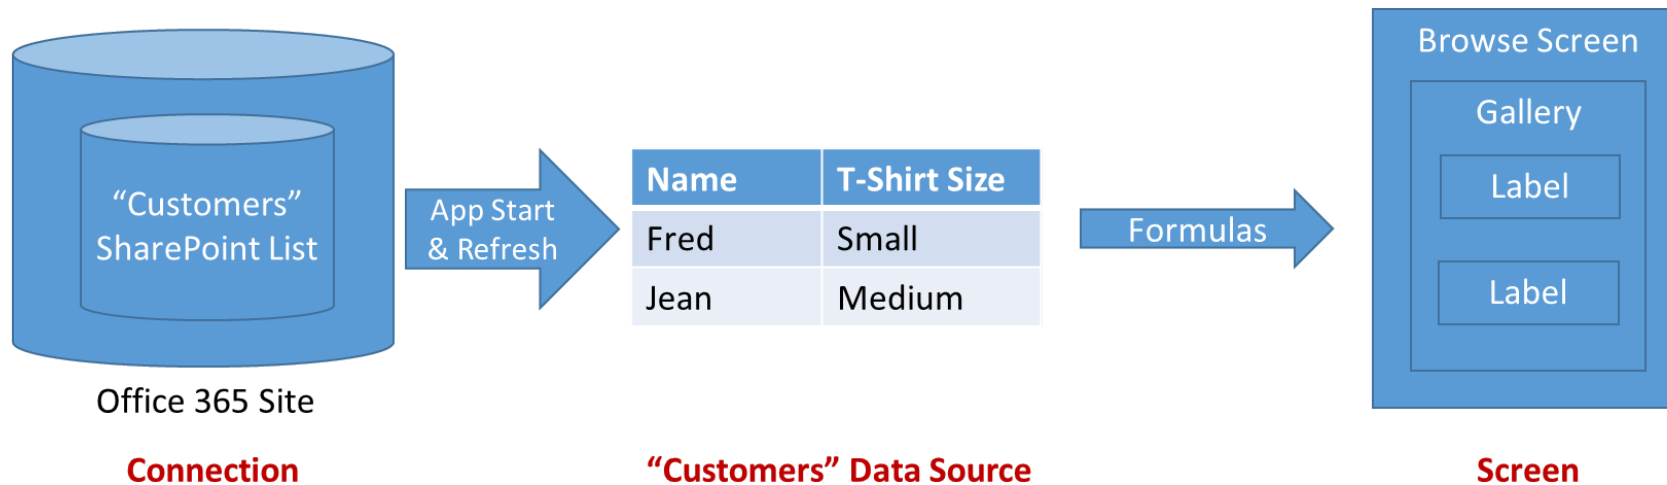 “Customers”
SharePoint List
Office 365 Site
Connection
App Start
& Refresh
Name T-Shirt Size
Fred Small
Jean Medium
“Customers” Data Source
Formulas
Browse Screen
Gallery
Label
Label
Screen